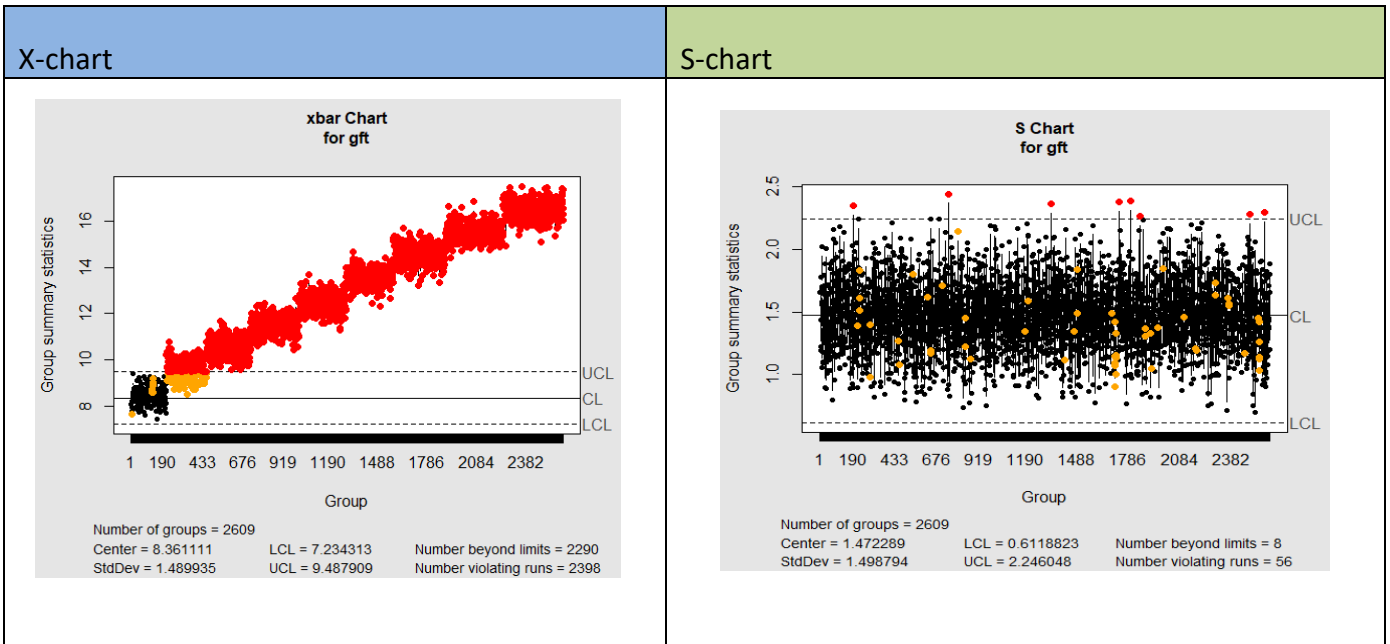 X-chart
S-chart
xbar Chart
for gft
Group summary statistics
16
14
12
10
8
UCL
CL
LCL
1 190 433 676 919 1190 1488 1786 2084 2382
Group
Number of groups = 2609
Center = 8.361111 LCL = 7.234313 Number beyond limits = 2290
StdDev = 1.489935 UCL = 9.487909 Number violating runs = 2398
S Chart
for gft
Group summary statistics
2.5
2.0
1.5
1.0
UCL
CL
LCL
1 190 433 676 919 1190 1488 1786 2084 2382
Group
Number of groups = 2609
Center = 1.472289 LCL = 0.6118823 Number beyond limits = 8
StdDev = 1.498794 UCL = 2.246048 Number violating runs = 56